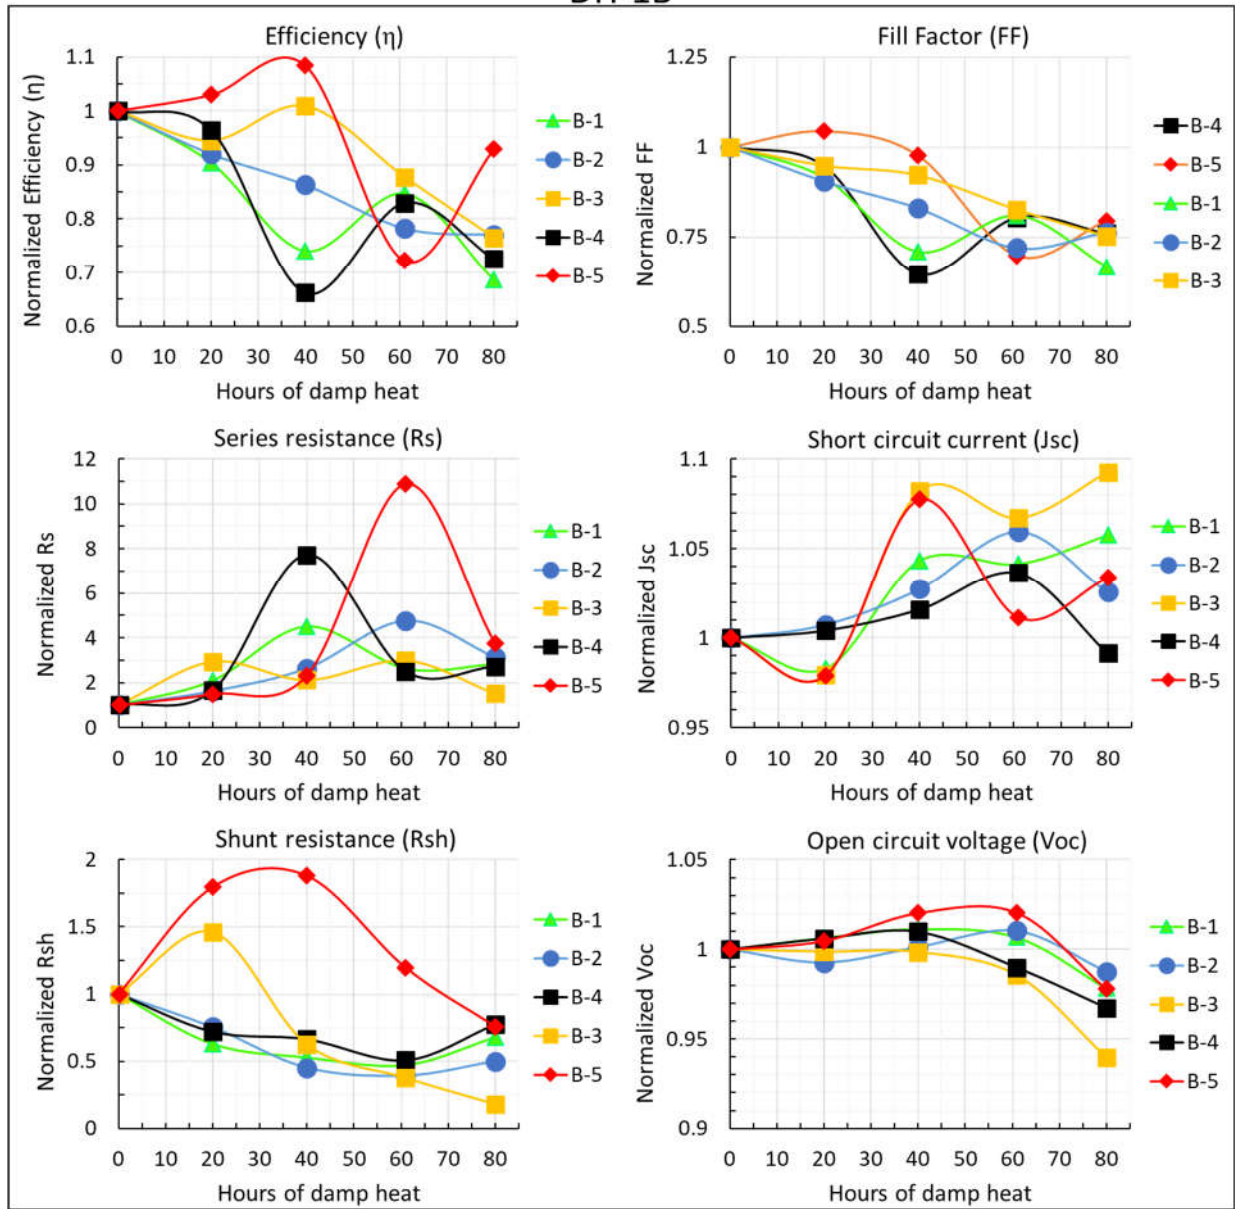 Efficiency (η)
Normalized Efficiency (η)
1.1
1
0.9
0.8
0.7
0.6
0 10 20 30 40 50 60 70 80
Hours of damp heat
B-1
B-2
B-3
B-4
B-5
Fill Factor (FF)
Normalized FF
1.25
1
0.75
0.5
0 10 20 30 40 50 60 70 80
Hours of damp heat
B-4
B-5
B-1
B-2
B-3
Series resistance (Rs)
Normalized Rs
12
10
8
6
4
2
0
0 10 20 30 40 50 60 70 80
Hours of damp heat
B-1
B-2
B-3
B-4
B-5
Short circuit current (Jsc)
Normalized Jsc
1.1
1.05
1
0.95
0 10 20 30 40 50 60 70 80
Hours of damp heat
B-1
B-2
B-3
B-4
B-5
Shunt resistance (Rsh)
Normalized Rsh
2
1.5
1
0.5
0
0 10 20 30 40 50 60 70 80
Hours of damp heat
B-1
B-2
B-4
B-3
B-5
Open circuit voltage (Voc)
Normalized Voc
1.05
1
0.95
0.9
0 10 20 30 40 50 60 70 80
Hours of damp heat
B-1
B-2
B-3
B-4
B-5